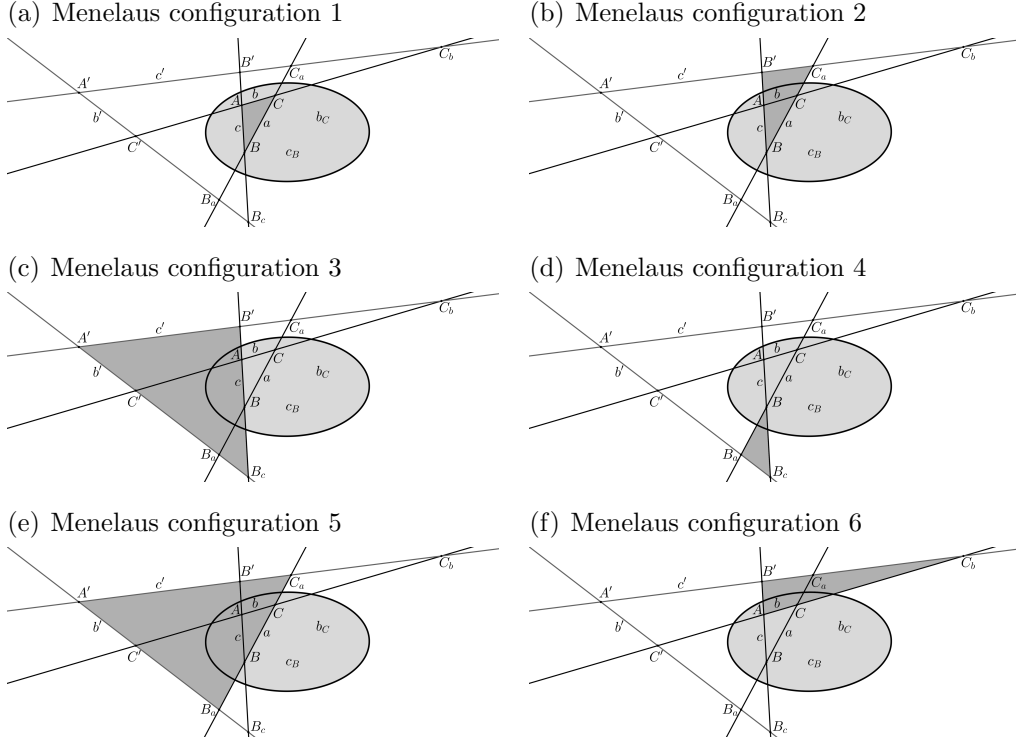 (a) Menelaus configuration 1
(b) Menelaus configuration 2
C_b
C_b
B′
C_a
B′
C_a
c′
c′
A′
A′
A b C
A b C
b′
b_C
b′
b_C
c a
c a
C′
B
c_B
C′
B
c_B
B_a
B_c
B_a
B_c
(c) Menelaus configuration 3
(d) Menelaus configuration 4
C_b
C_b
B′
C_a
B′
C_a
c′
c′
A′
A′
A b C
A b C
b′
b_C
b′
b_C
c a
c a
C′
B
c_B
C′
B
c_B
B_a
B_c
B_a
B_c
(e) Menelaus configuration 5
(f) Menelaus configuration 6
C_b
C_b
B′
C_a
B′
C_a
c′
c′
A′
A′
A b C
A b C
b′
b_C
b′
b_C
c a
c a
C′
B
c_B
C′
B
c_B
B_a
B_c
B_a
B_c